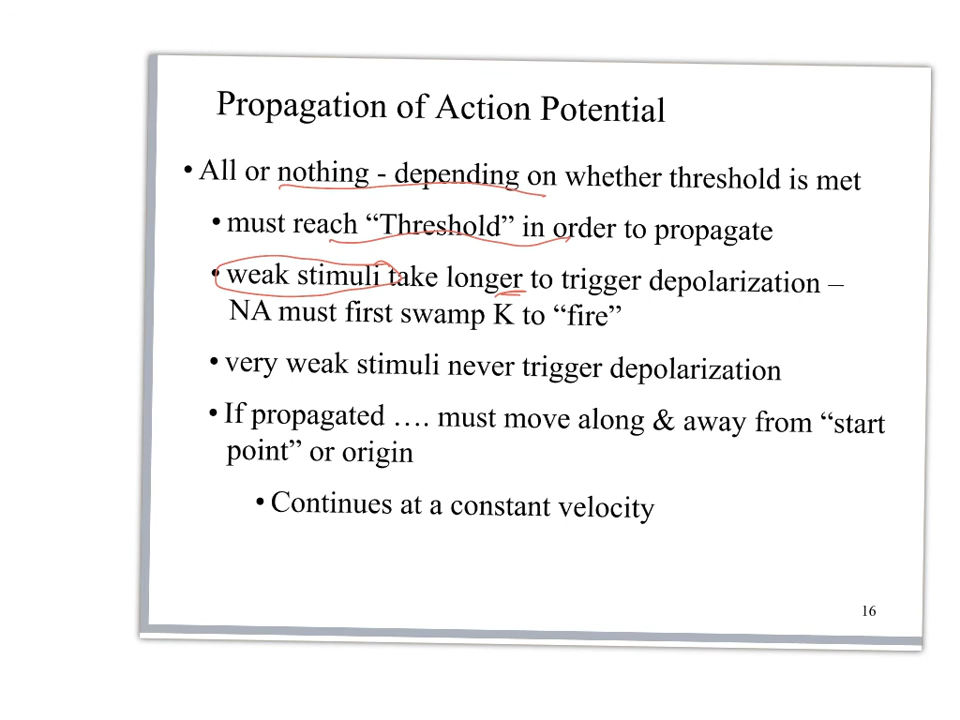 Propagation of Action Potential
• All or nothing - depending on whether threshold is met
• must reach “Threshold” in order to propagate
• weak stimuli take longer to trigger depolarization –
NA must first swamp K to “fire”
• very weak stimuli never trigger depolarization
• If propagated …. must move along & away from “start
point” or origin
• Continues at a constant velocity
16